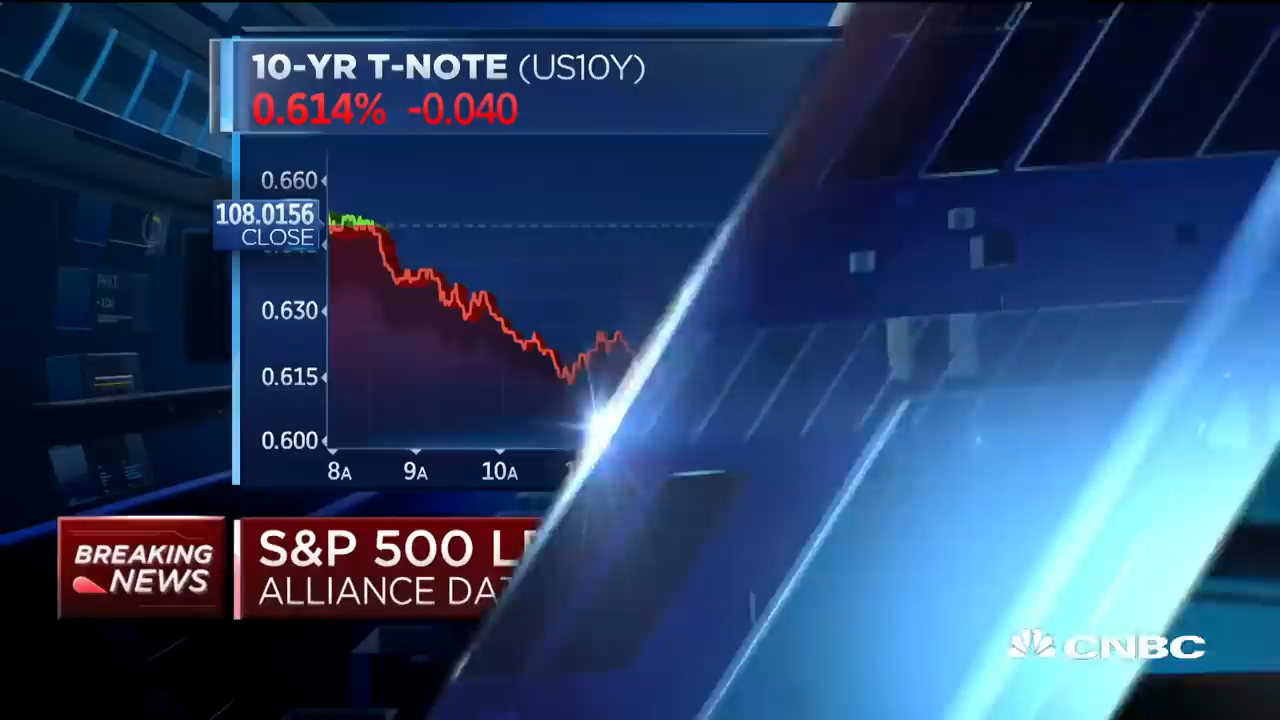 10-YR T-NOTE (US10Y)
0.614% -0.040
0.660
108.0156
CLOSE
0.630
0.615
0.600
8A 9A 10A
BREAKING
NEWS
S&P 500
ALLIANCE
CNBC